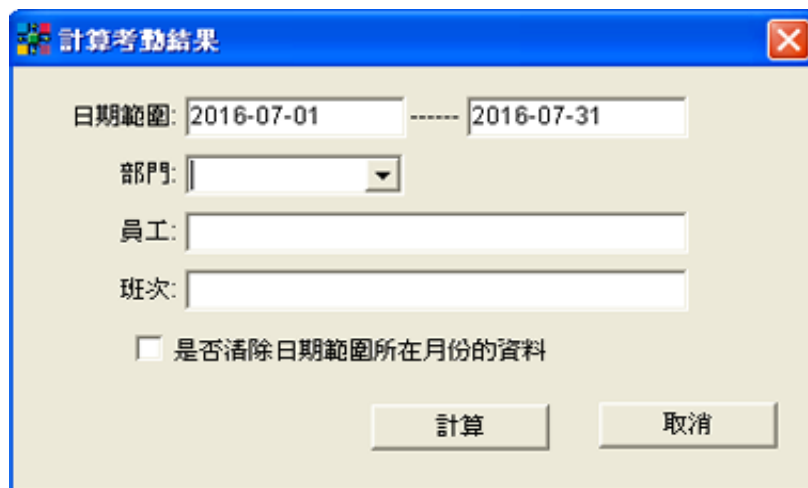 計算考勤結果
日期範圍: 2016-07-01 ------ 2016-07-31
部門:
員工:
班次:
是否清除日期範圍所在月份的資料
計算 取消